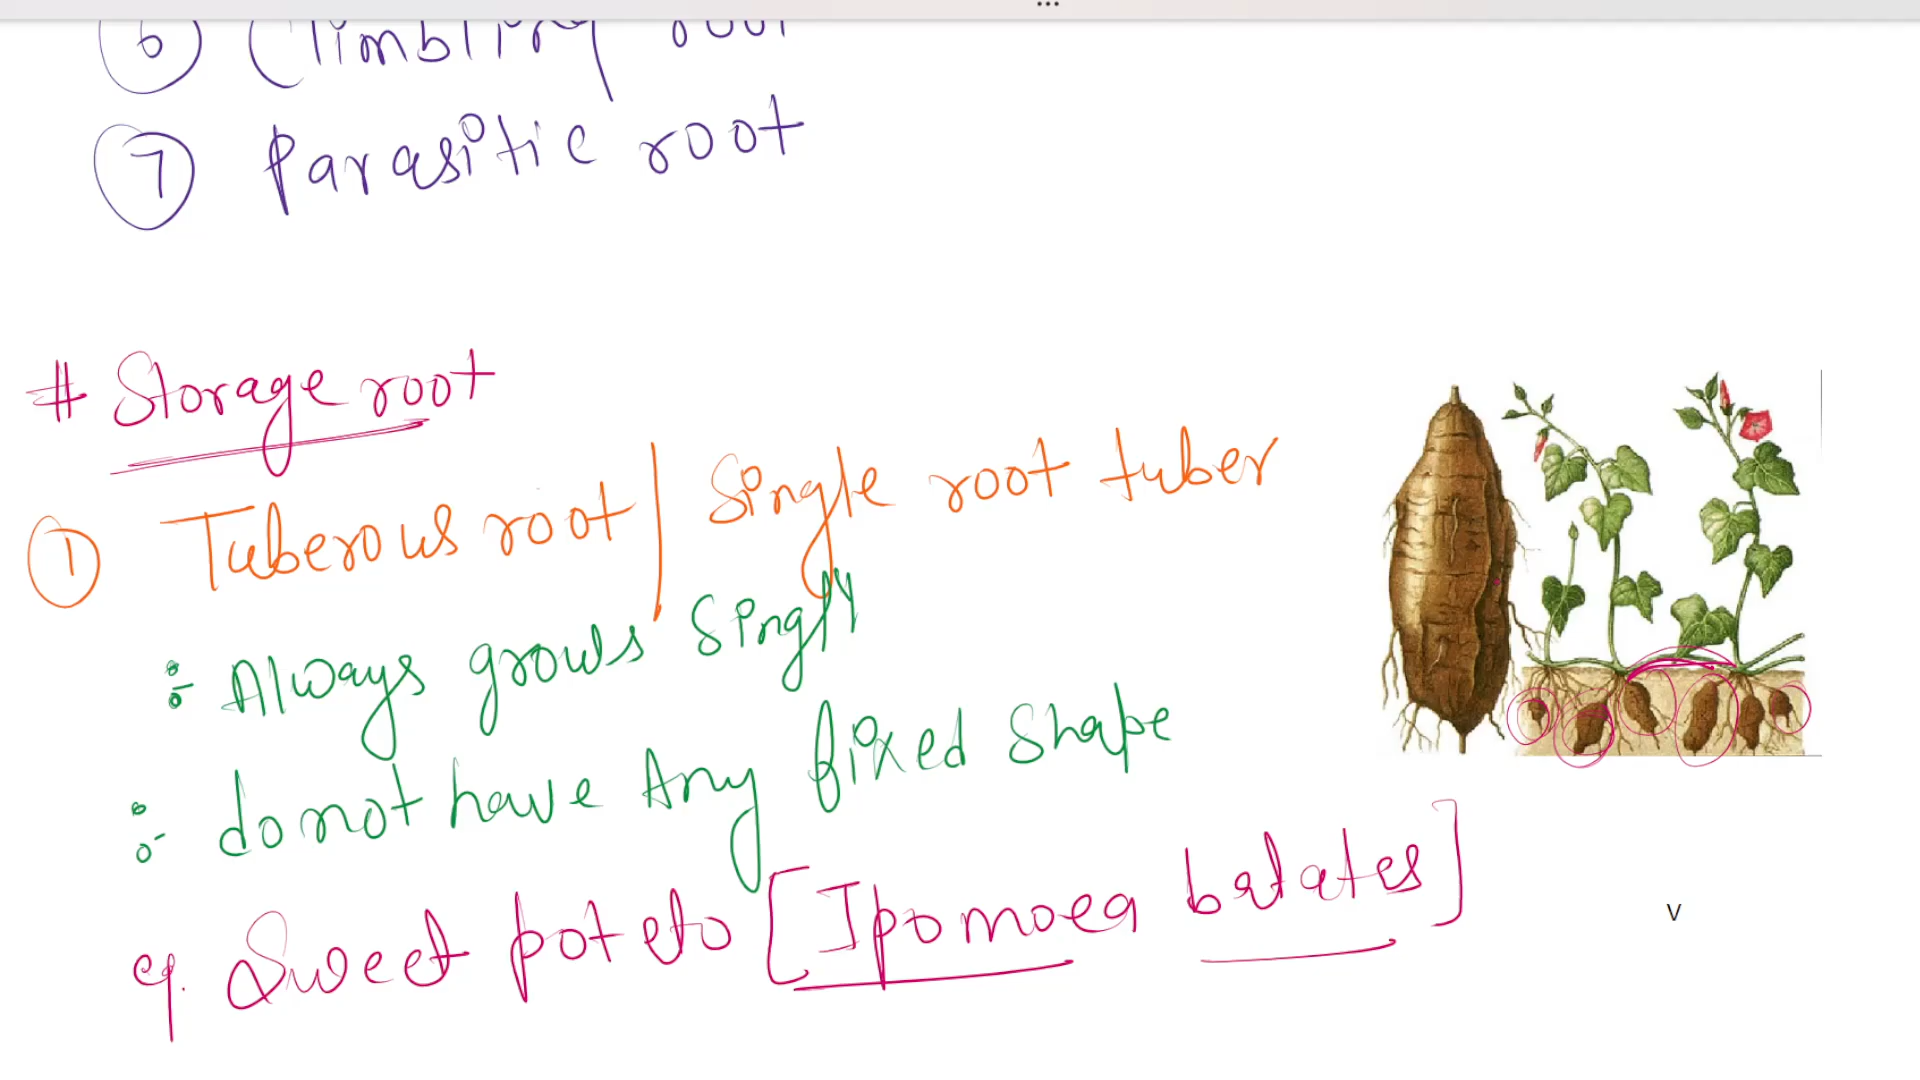 6 Climbling root
7 Parasitic root
# Storage root
1 Tuberous root / Single root tuber
Always grows Singly
do not have Any fixed Shape
eg. Sweet poteto [Ipomoea batates]
V